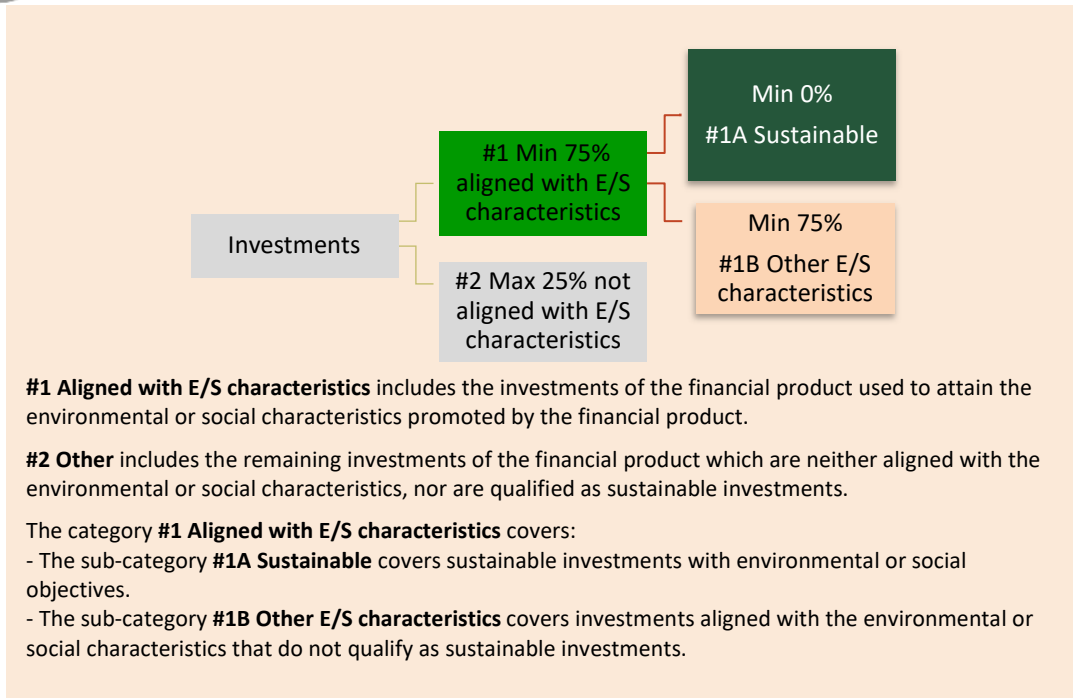 Min 0%
#1A Sustainable
#1 Min 75%
aligned with E/S
characteristics
Min 75%
#1B Other E/S
characteristics
Investments
#2 Max 25% not
aligned with E/S
characteristics
#1 Aligned with E/S characteristics includes the investments of the financial product used to attain the
environmental or social characteristics promoted by the financial product.
#2 Other includes the remaining investments of the financial product which are neither aligned with the
environmental or social characteristics, nor are qualified as sustainable investments.
The category #1 Aligned with E/S characteristics covers:
- The sub-category #1A Sustainable covers sustainable investments with environmental or social
objectives.
- The sub-category #1B Other E/S characteristics covers investments aligned with the environmental or
social characteristics that do not qualify as sustainable investments.